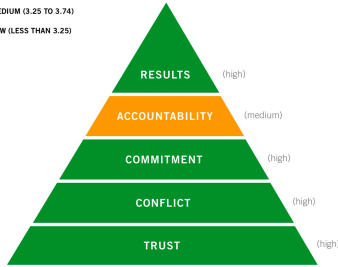 EDIUM (3.25 TO 3.74)
W (LESS THAN 3.25)
RESULTS (high)
ACCOUNTABILITY (medium)
COMMITMENT (high)
CONFLICT (high)
TRUST (high)